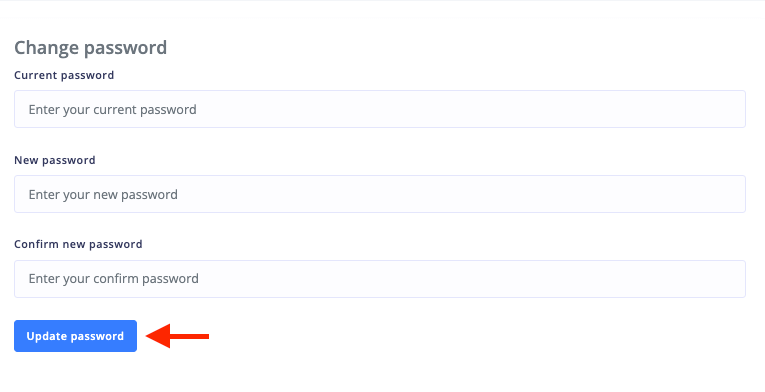 Change password
Current password
Enter your current password
New password
Enter your new password
Confirm new password
Enter your confirm password
Update password